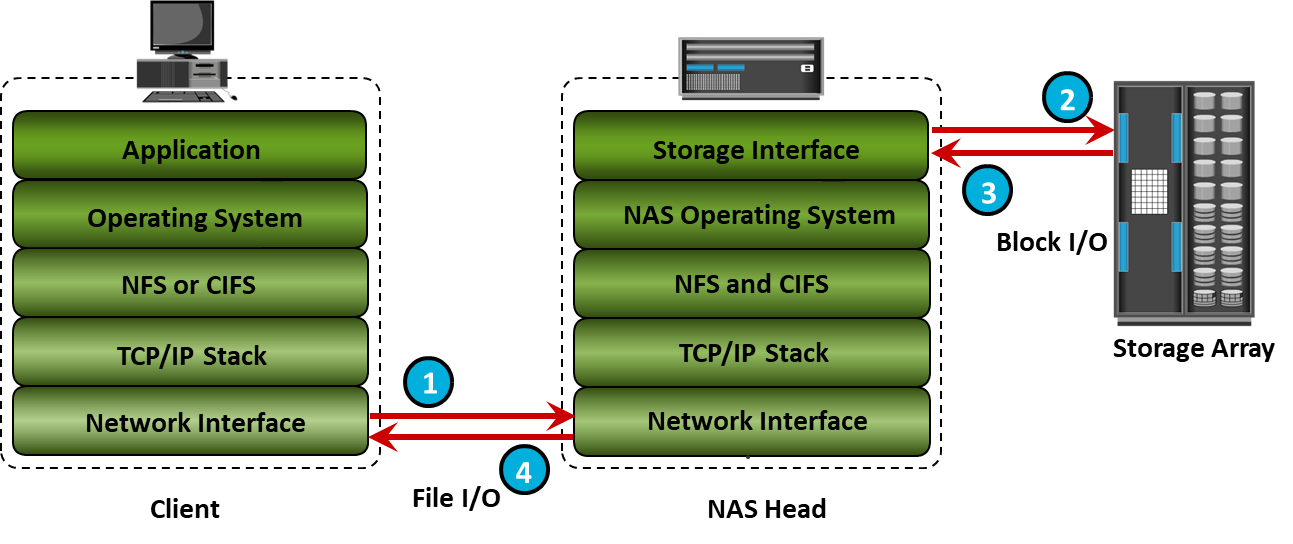 Application
Operating System
NFS or CIFS
TCP/IP Stack
Network Interface
Client
1
4
File I/O
Storage Interface
NAS Operating System
NFS and CIFS
TCP/IP Stack
Network Interface
NAS Head
2
3
Block I/O
Storage Array